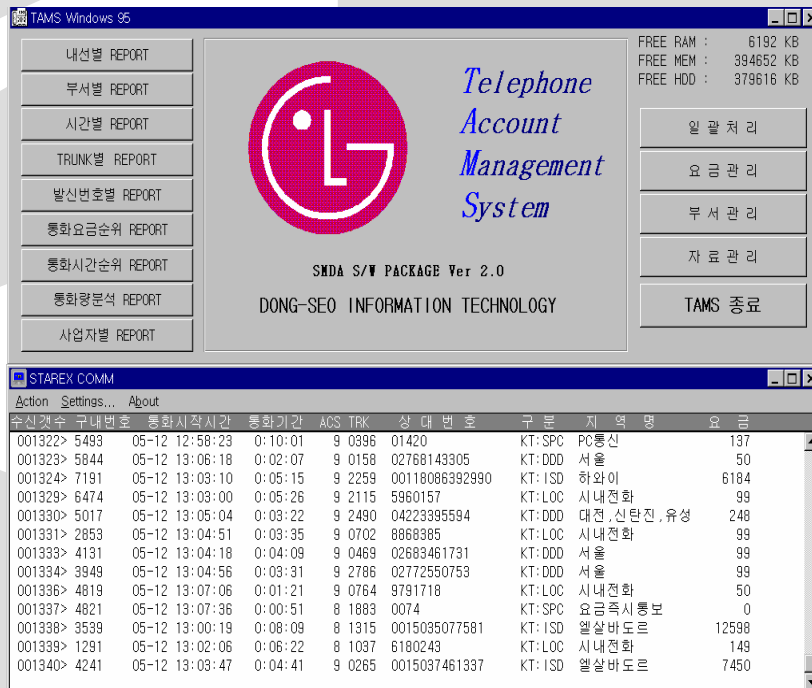 TAMS Windows 95
내선별 REPORT
부서별 REPORT
시간별 REPORT
TRUNK별 REPORT
발신번호별 REPORT
통화요금순위 REPORT
통화시간순위 REPORT
통화량분석 REPORT
사업자별 REPORT
Telephone
Account
Management
System
SMDA S/W PACKAGE Ver 2.0
DONG-SEO INFORMATION TECHNOLOGY
FREE RAM : 6192 KB
FREE MEM : 394652 KB
FREE HDD : 379616 KB
일 괄 처 리
요 금 관 리
부 서 관 리
자 료 관 리
TAMS 종료
STAREX COMM
Action Settings... About
수신갯수 구내번호 통화시작시간 통화기간 ACS TRK 상 대 번 호 구 분 지 역 명 요 금
001322> 5493 05-12 12:58:23 0:10:01 9 0396 01420 KT:SPC PC통신 137
001323> 5844 05-12 13:06:18 0:02:07 9 0158 02768143305 KT:DDD 서울 50
001324> 7191 05-12 13:03:10 0:05:15 9 2259 00118086392990 KT:ISD 하와이 6184
001329> 6474 05-12 13:03:00 0:05:26 9 2115 5960157 KT:LOC 시내전화 99
001330> 5017 05-12 13:05:04 0:03:22 9 2490 04223395594 KT:DDD 대전,신탄진,유성 248
001331> 2853 05-12 13:04:51 0:03:35 9 0702 8868385 KT:LOC 시내전화 99
001333> 4131 05-12 13:04:18 0:04:09 9 0469 02683461731 KT:DDD 서울 99
001334> 3949 05-12 13:04:56 0:03:31 9 2786 02772550753 KT:DDD 서울 99
001336> 4819 05-12 13:07:06 0:01:21 9 0764 9791718 KT:LOC 시내전화 50
001337> 4821 05-12 13:07:36 0:00:51 8 1883 0074 KT:SPC 요금즉시통보 0
001338> 3539 05-12 13:00:19 0:08:09 8 1315 0015035077581 KT:ISD 엘살바도르 12598
001339> 1291 05-12 13:02:06 0:06:22 8 1037 6180243 KT:LOC 시내전화 149
001340> 4241 05-12 13:03:47 0:04:41 9 0265 0015037461337 KT:ISD 엘살바도르 7450